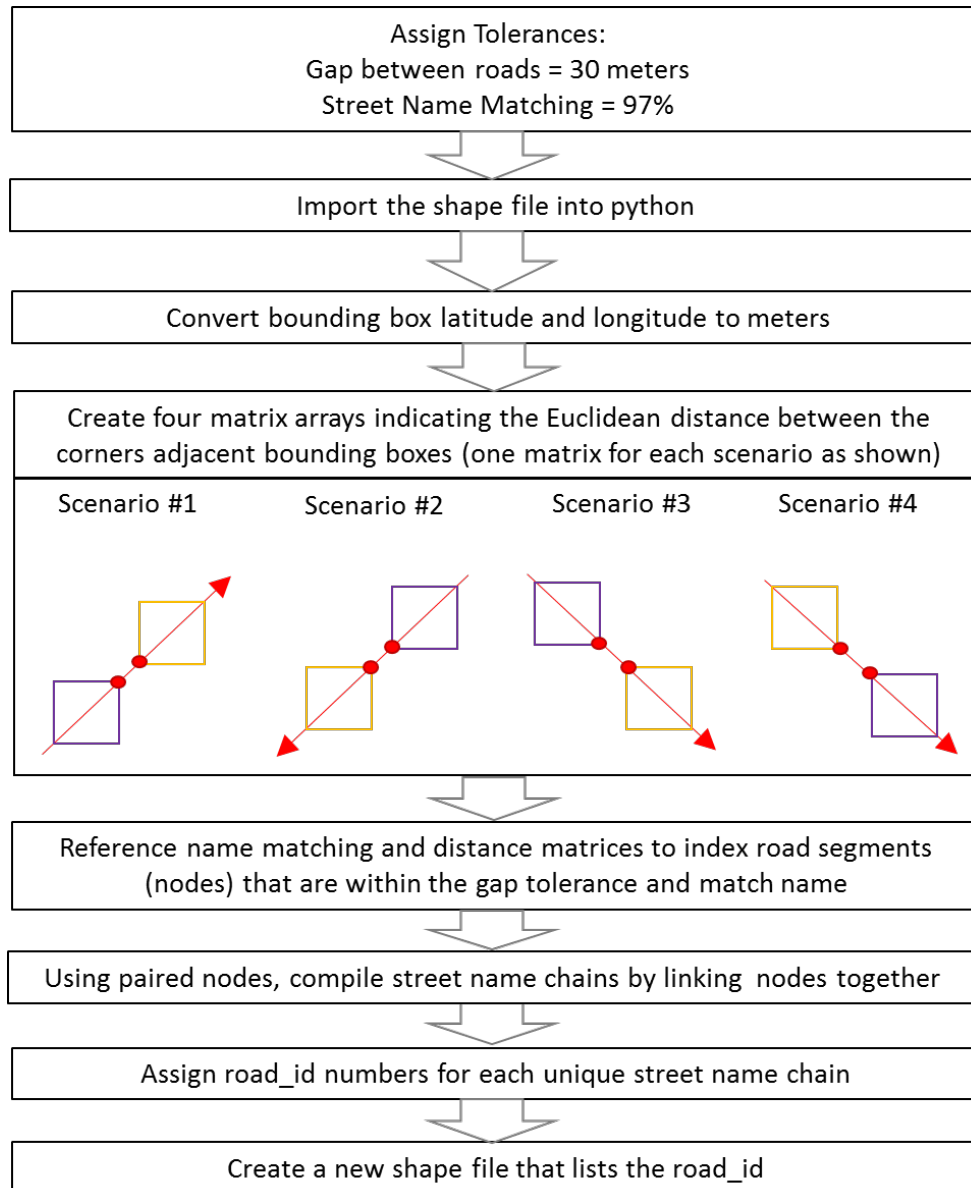 Assign Tolerances:
Gap between roads = 30 meters
Street Name Matching = 97%
Import the shape file into python
Convert bounding box latitude and longitude to meters
Create four matrix arrays indicating the Euclidean distance between the
corners adjacent bounding boxes (one matrix for each scenario as shown)
Scenario #1
Scenario #2
Scenario #3
Scenario #4
Reference name matching and distance matrices to index road segments
(nodes) that are within the gap tolerance and match name
Using paired nodes, compile street name chains by linking nodes together
Assign road_id numbers for each unique street name chain
Create a new shape file that lists the road_id